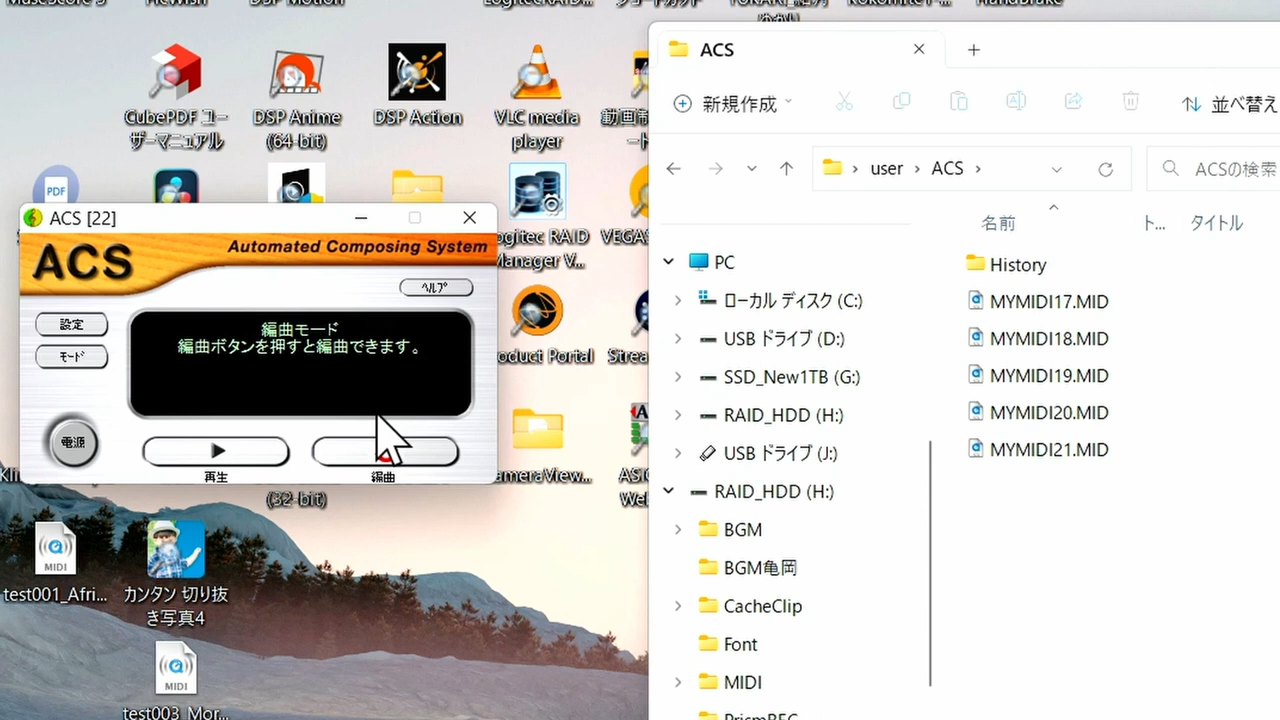 CubePDF ユー
ザーマニュアル
DSP Anime
(64-bit)
DSP Action
VLC media
player
PDF
ogitec RAID
Manager V...
VEGAS
oduct Portal
Strea
ameraView...
ASIO
Wel
(32-bit)
MIDI
test001_Afri...
カンタン 切り抜
き写真4
MIDI
test003_Mor...
ACS [22]
ACS
Automated Composing System
ﾍﾙﾌﾟ
設定
ﾓｰﾄﾞ
編曲モード
編曲ボタンを押すと編曲できます。
電源
再生
編曲
ACS
新規作成
並べ替え
user
ACS
ACSの検索
名前
ト...
タイトル
PC
ローカル ディスク (C:)
USB ドライブ (D:)
SSD_New1TB (G:)
RAID_HDD (H:)
USB ドライブ (J:)
RAID_HDD (H:)
BGM
BGM亀岡
CacheClip
Font
MIDI
History
MYMIDI17.MID
MYMIDI18.MID
MYMIDI19.MID
MYMIDI20.MID
MYMIDI21.MID